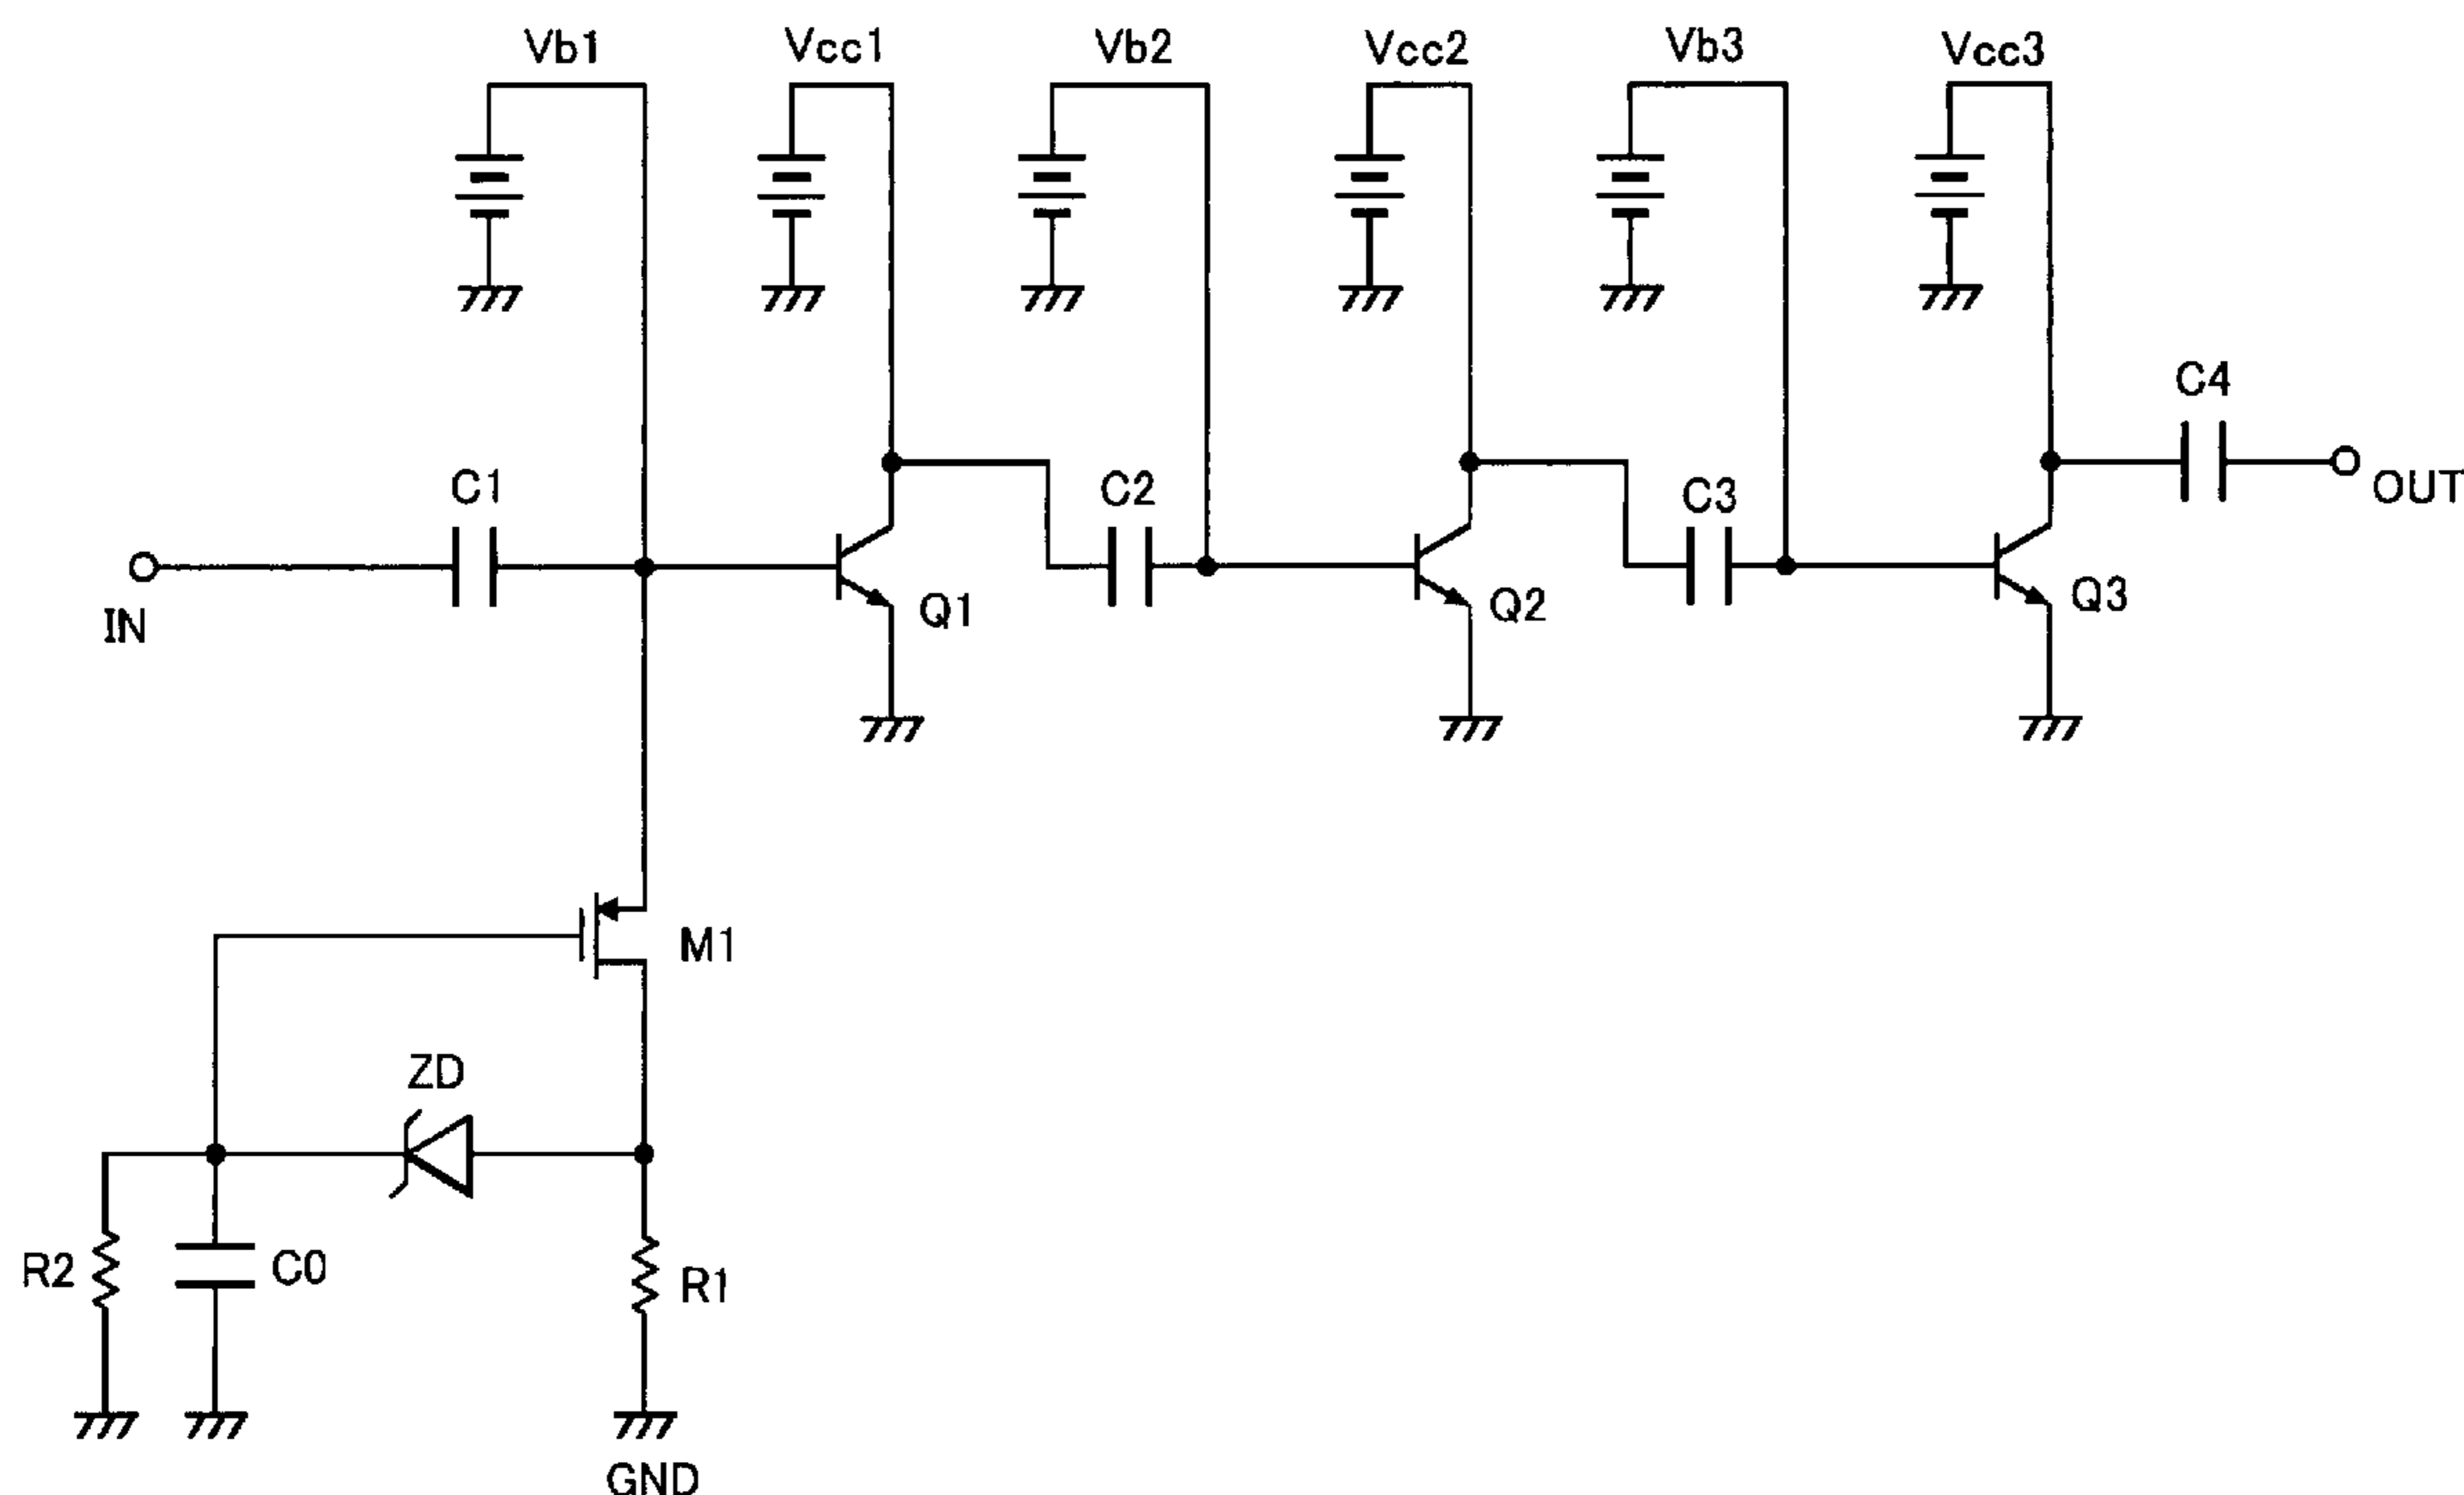 Vb1
Vcc1
Vb2
Vcc2
Vb3
Vcc3
C4
OUT
C1
C2
C3
IN
Q1
Q2
Q3
M1
ZD
R2
C0
R1
GND